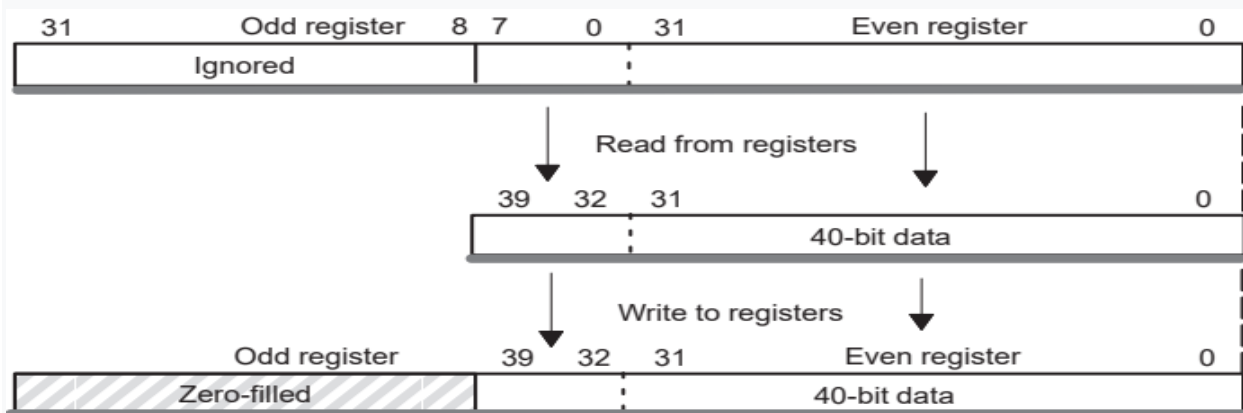 31 Odd register 8 7 0 31 Even register 0
Ignored
Read from registers
39 32 31 0
40-bit data
Write to registers
Odd register 39 32 31 Even register 0
Zero-filled 40-bit data